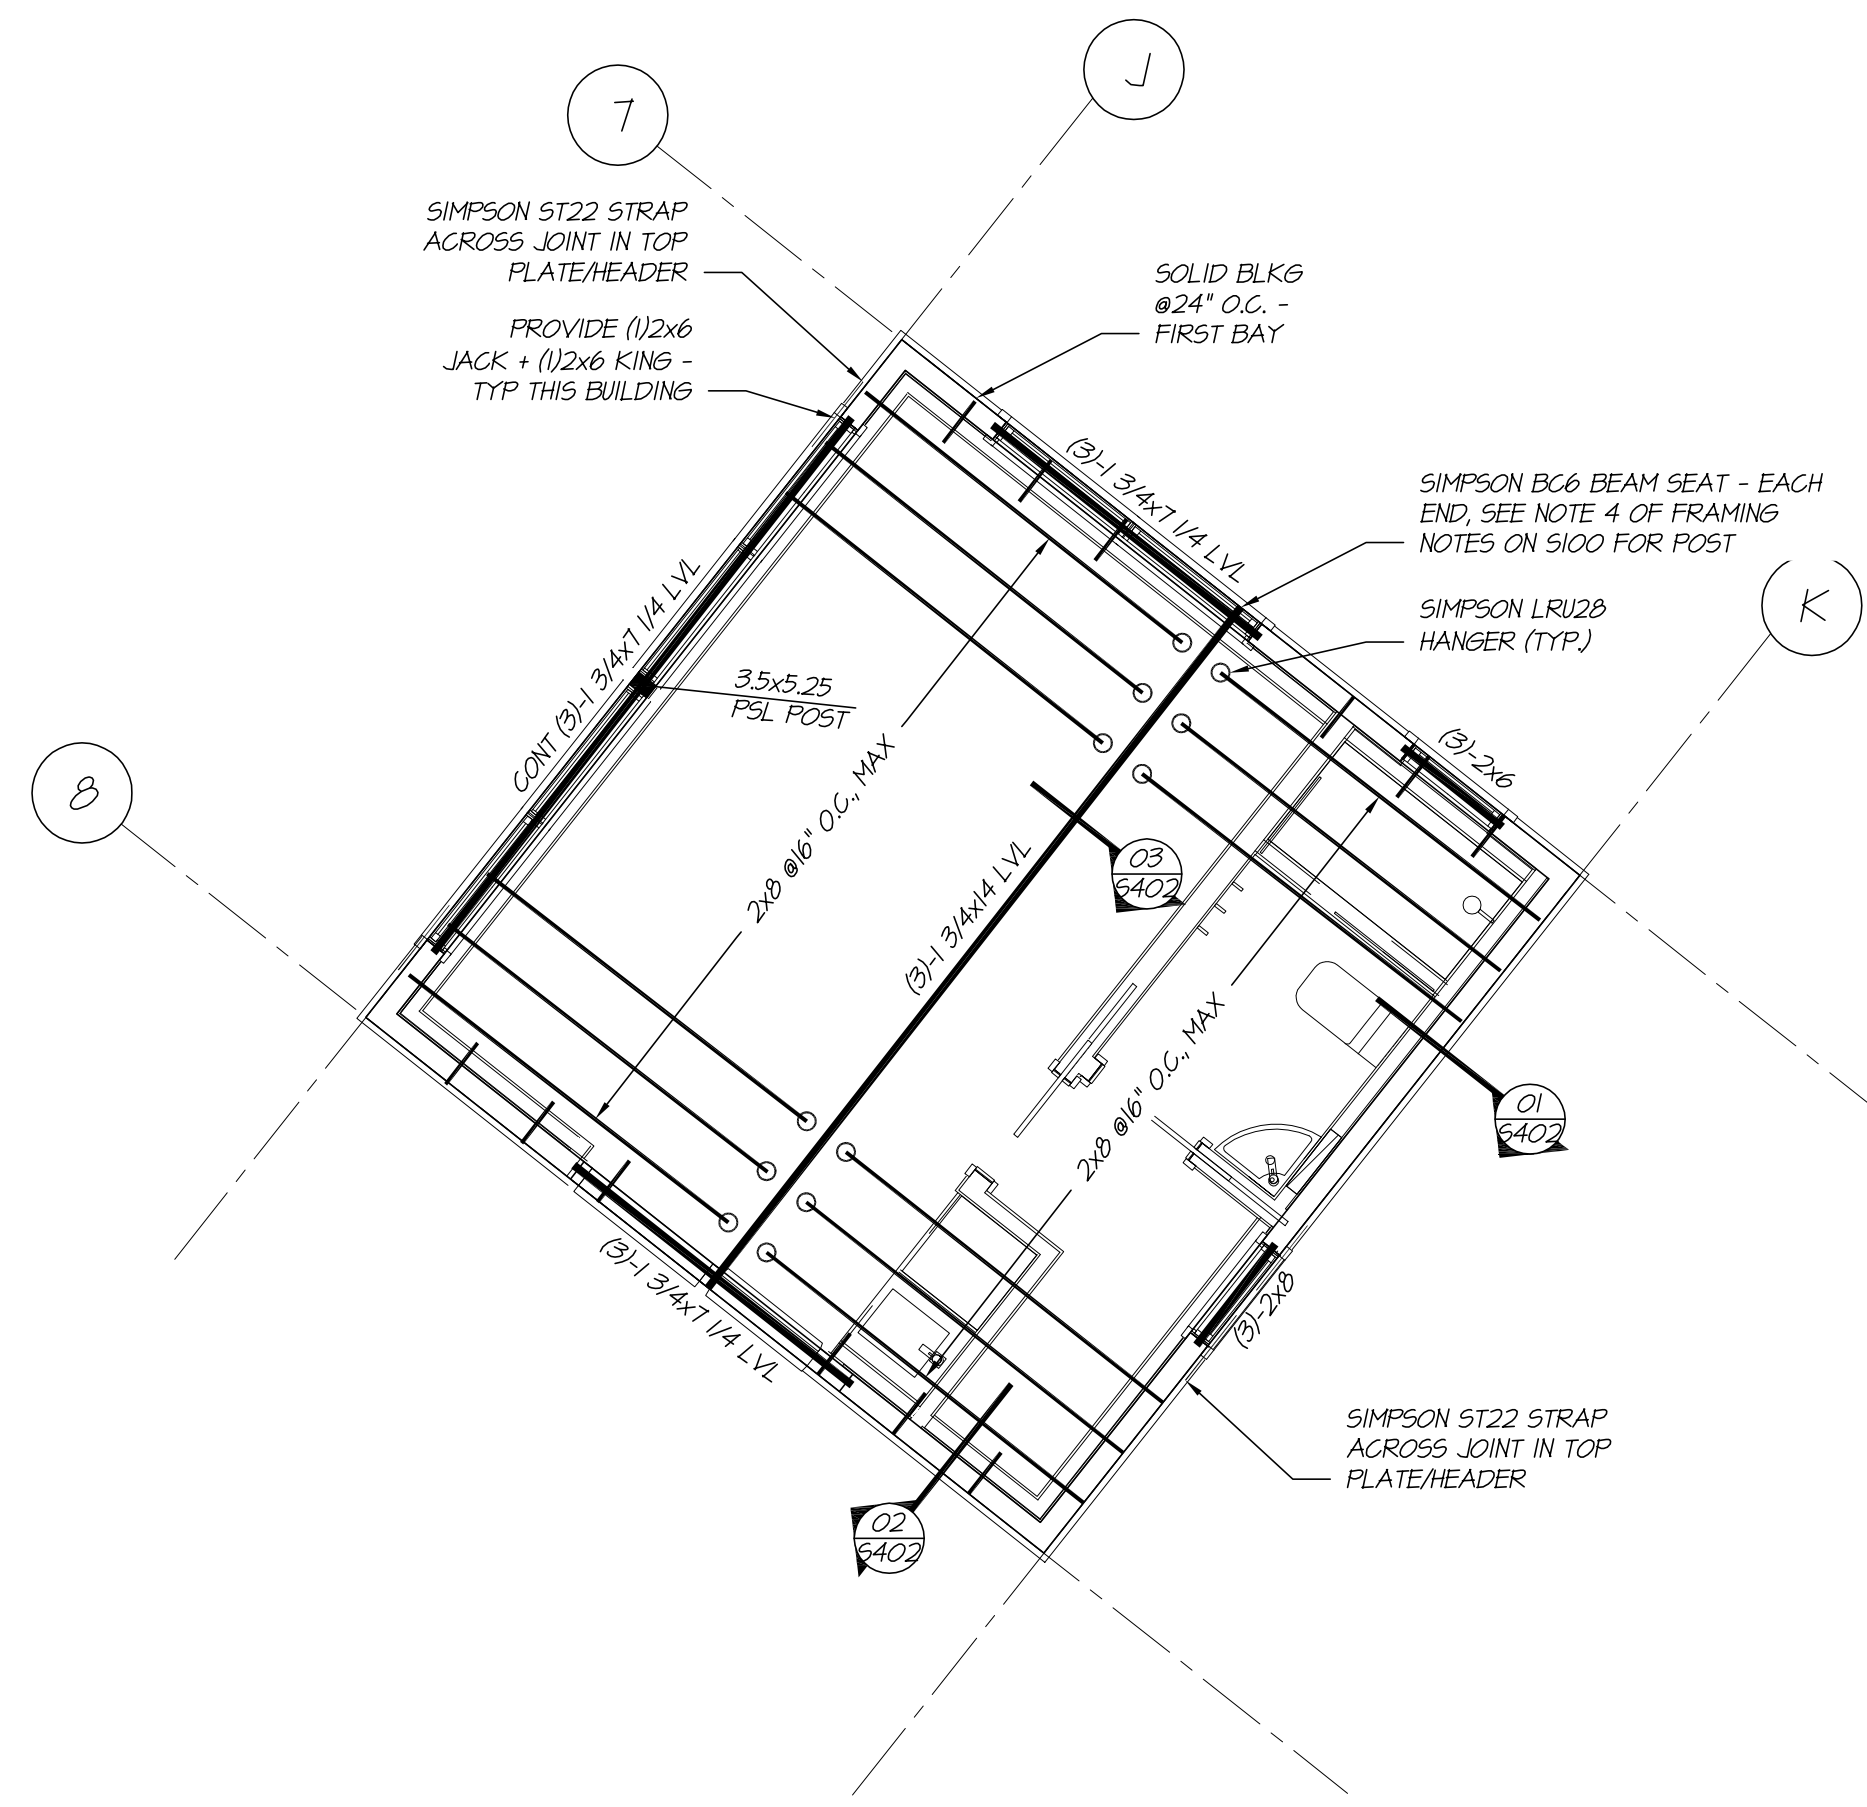 J
7
SIMPSON ST22 STRAP
ACROSS JOINT IN TOP
PLATE/HEADER
SOLID BLKG
@24" O.C. -
FIRST BAY
PROVIDE (1)2x6
JACK + (1)2x6 KING -
TYP THIS BUILDING
(3)-1 3/4x7 1/4 LVL
SIMPSON BC6 BEAM SEAT - EACH
END, SEE NOTE 4 OF FRAMING
NOTES ON S100 FOR POST
K
SIMPSON LRU28
HANGER (TYP.)
CONT (3)-1 3/4x7 1/4 LVL
3.5x5.25
PSL POST
8
2x8 @16" O.C., MAX
(3)-2x6
03
S402
(3)-1 3/4x14 LVL
2x8 @16" O.C., MAX
01
S402
(3)-1 3/4x7 1/4 LVL
(3)-2x8
SIMPSON ST22 STRAP
ACROSS JOINT IN TOP
PLATE/HEADER
02
S402